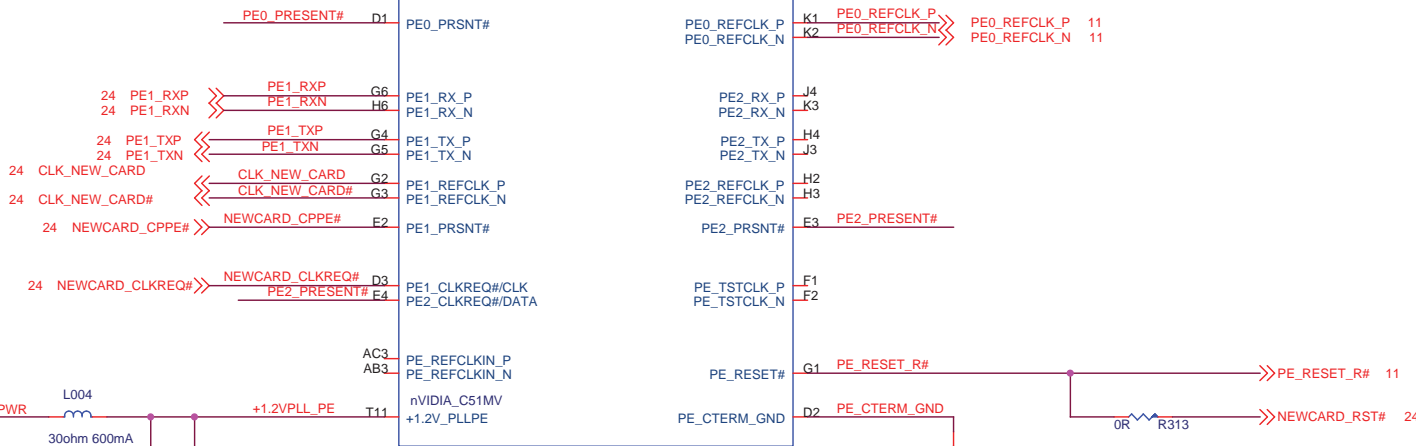 PE0_PRESENT# D1 PE0_PRSNT# PE0_REFCLK_P K1 PE0_REFCLK_P PE0_REFCLK_P 11
PE0_REFCLK_N K2 PE0_REFCLK_N PE0_REFCLK_N 11
24 PE1_RXP PE1_RXP G6 PE1_RX_P PE2_RX_P J4
24 PE1_RXN PE1_RXN H6 PE1_RX_N PE2_RX_N K3
24 PE1_TXP PE1_TXP G4 PE1_TX_P PE2_TX_P H4
24 PE1_TXN PE1_TXN G5 PE1_TX_N PE2_TX_N J3
24 CLK_NEW_CARD CLK_NEW_CARD G2 PE1_REFCLK_P PE2_REFCLK_P H2
24 CLK_NEW_CARD# CLK_NEW_CARD# G3 PE1_REFCLK_N PE2_REFCLK_N H3
24 NEWCARD_CPPE# NEWCARD_CPPE# E2 PE1_PRSNT# PE2_PRSNT# E3 PE2_PRESENT#
24 NEWCARD_CLKREQ# NEWCARD_CLKREQ# D3 PE1_CLKREQ#/CLK PE_TSTCLK_P F1
PE2_PRESENT# E4 PE2_CLKREQ#/DATA PE_TSTCLK_N F2
AC3 PE_REFCLKIN_P
AB3 PE_REFCLKIN_N PE_RESET# G1 PE_RESET_R# PE_RESET_R# 11
L004 nVIDIA_C51MV
PWR +1.2VPLL_PE T11 +1.2V_PLLPE PE_CTERM_GND D2 PE_CTERM_GND NEWCARD_RST# 24
0R R313
30ohm 600mA